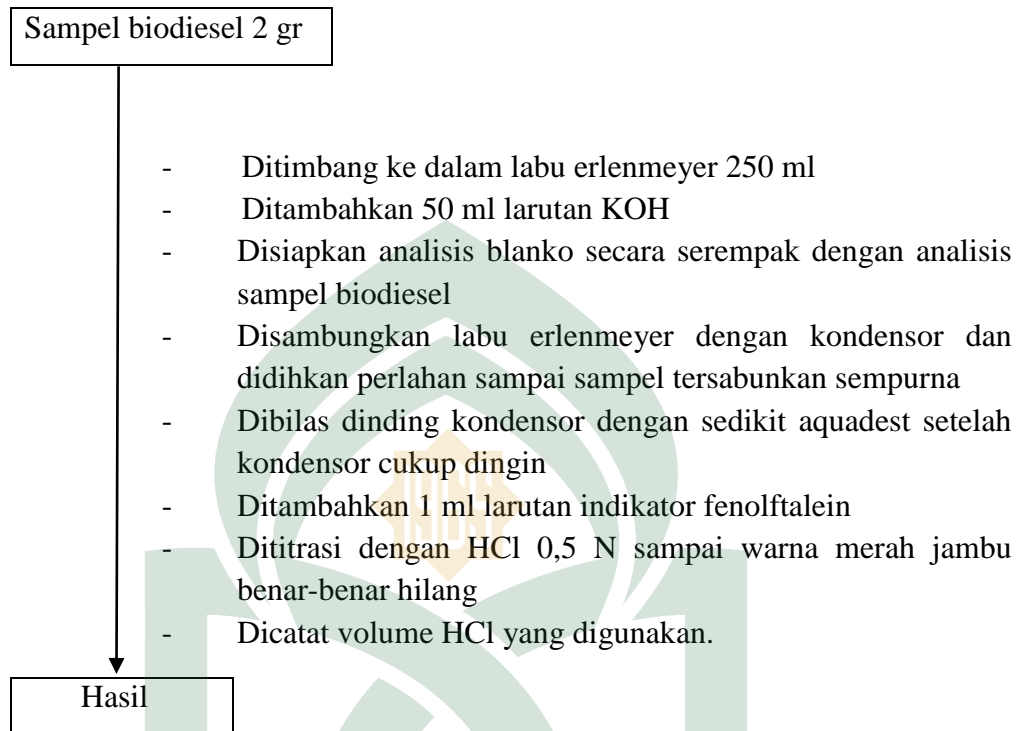 Sampel biodiesel 2 gr
- Ditimbang ke dalam labu erlenmeyer 250 ml
- Ditambahkan 50 ml larutan KOH
- Disiapkan analisis blanko secara serempak dengan analisis
sampel biodiesel
- Disambungkan labu erlenmeyer dengan kondensor dan
didihkan perlahan sampai sampel tersabunkan sempurna
- Dibilas dinding kondensor dengan sedikit aquadest setelah
kondensor cukup dingin
- Ditambahkan 1 ml larutan indikator fenolftalein
- Dititrasi dengan HCl 0,5 N sampai warna merah jambu
benar-benar hilang
- Dicatat volume HCl yang digunakan.
Hasil